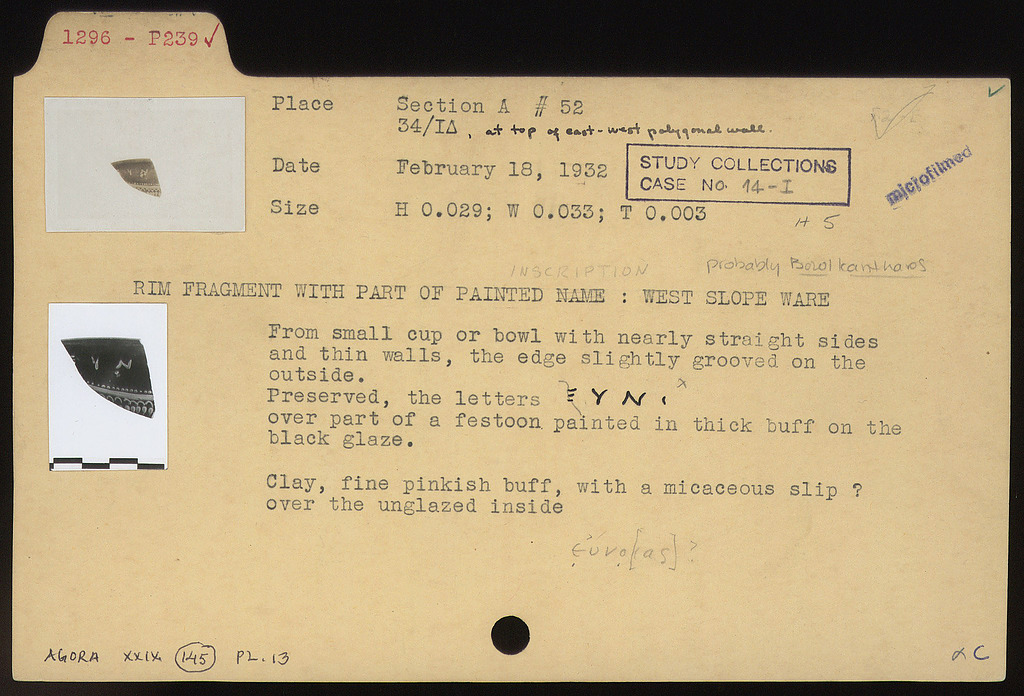 1296 - P239 ✓
Place Section A # 52
34/ΙΔ, at top of east-west polygonal wall.
Date February 18, 1932
STUDY COLLECTIONS
CASE NO. 14-I
microfilmed
Size H 0.029; W 0.033; T 0.003
H 5
INSCRIPTION probably Bowl kantharos
RIM FRAGMENT WITH PART OF PAINTED NAME : WEST SLOPE WARE
From small cup or bowl with nearly straight sides
and thin walls, the edge slightly grooved on the
outside.
Preserved, the letters Ξ Υ Ν ι x
over part of a festoon painted in thick buff on the
black glaze.
Clay, fine pinkish buff, with a micaceous slip ?
over the unglazed inside
Εὐνο[ας] ?
AGORA XXIX 145 PL. 13
α C